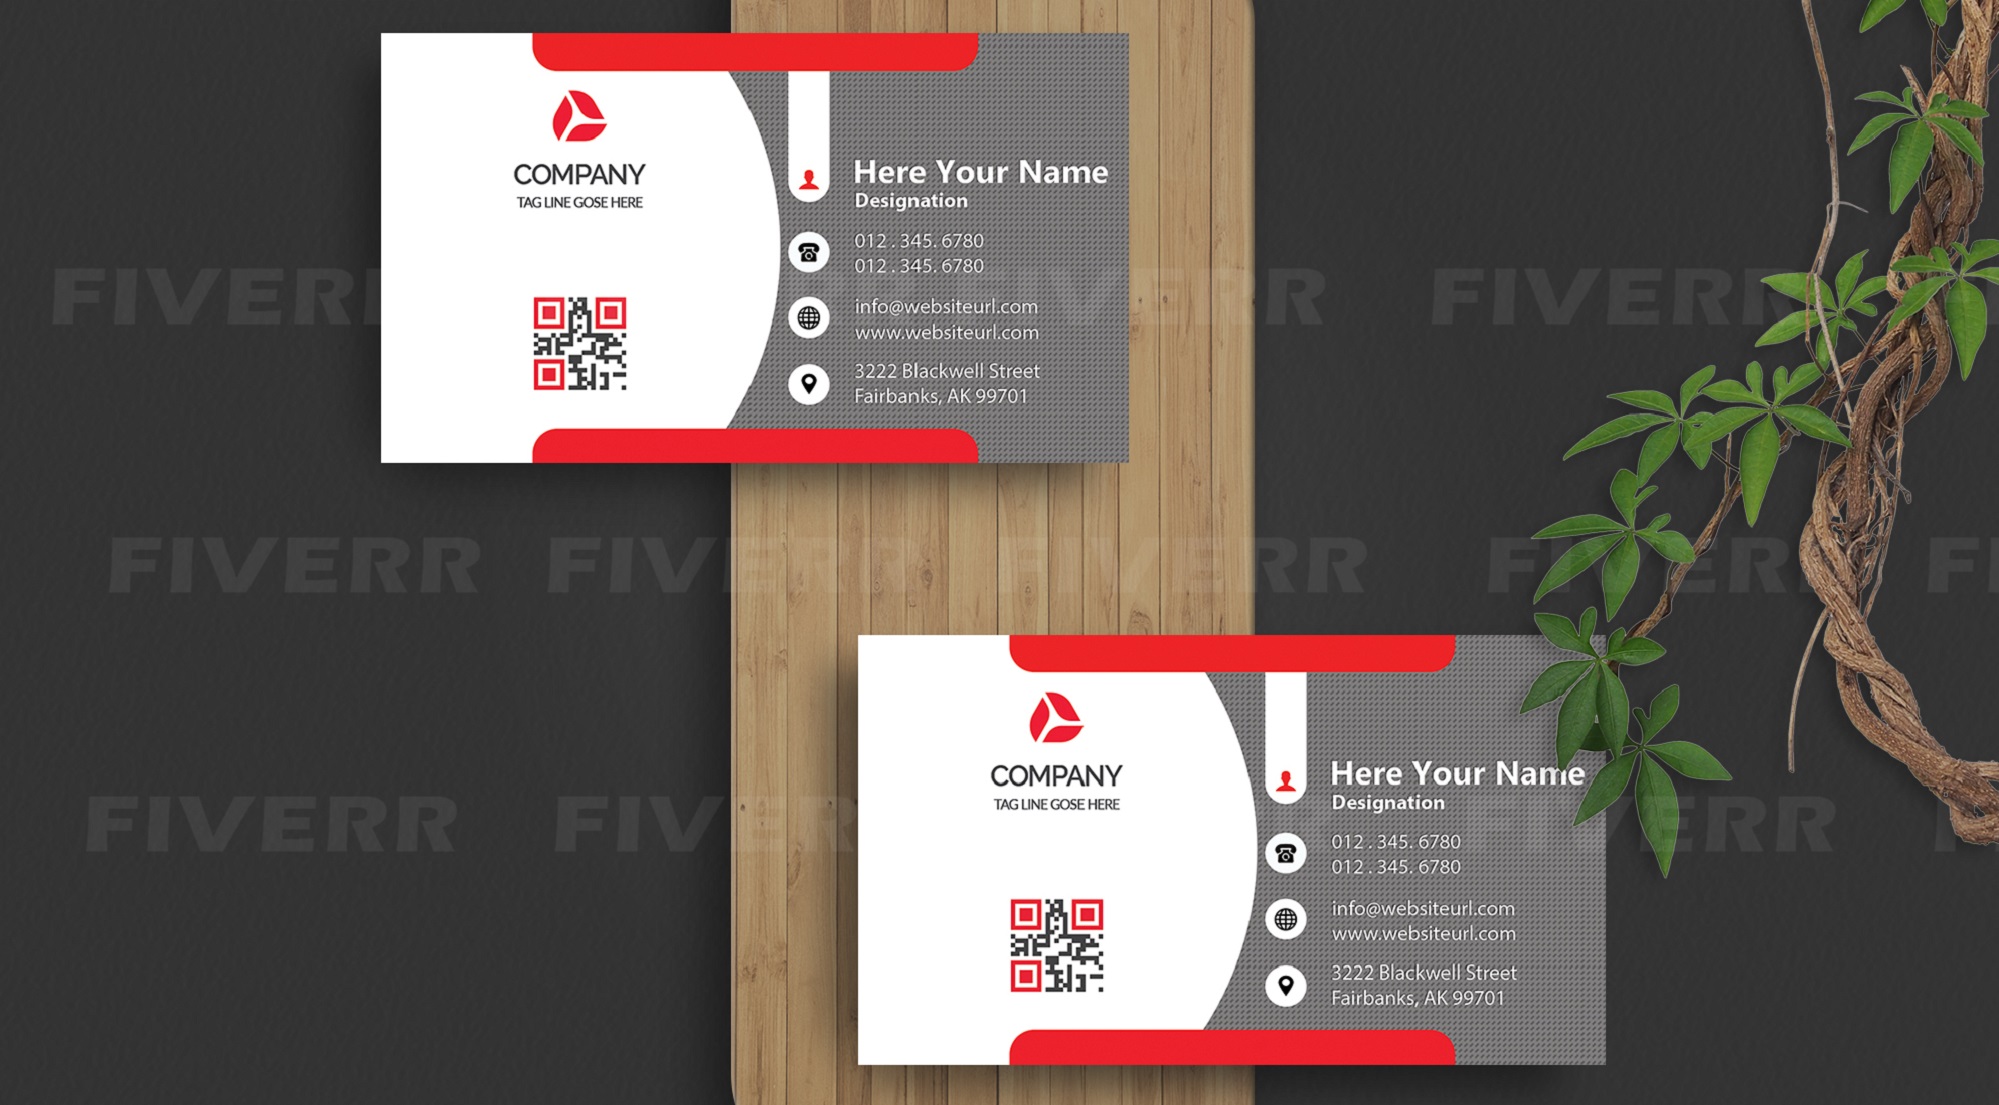 COMPANY
TAG LINE GOSE HERE
Here Your Name
Designation
012 . 345. 6780
012 . 345. 6780
info@websiteurl.com
www.websiteurl.com
3222 Blackwell Street
Fairbanks, AK 99701
FIVERR
FIVERR
FIVERR
FIVERR
FIVERR
FIVERR
FIVERR
COMPANY
TAG LINE GOSE HERE
Here Your Name
Designation
012 . 345. 6780
012 . 345. 6780
info@websiteurl.com
www.websiteurl.com
3222 Blackwell Street
Fairbanks, AK 99701
FIVERR
FIVERR
FIVERR